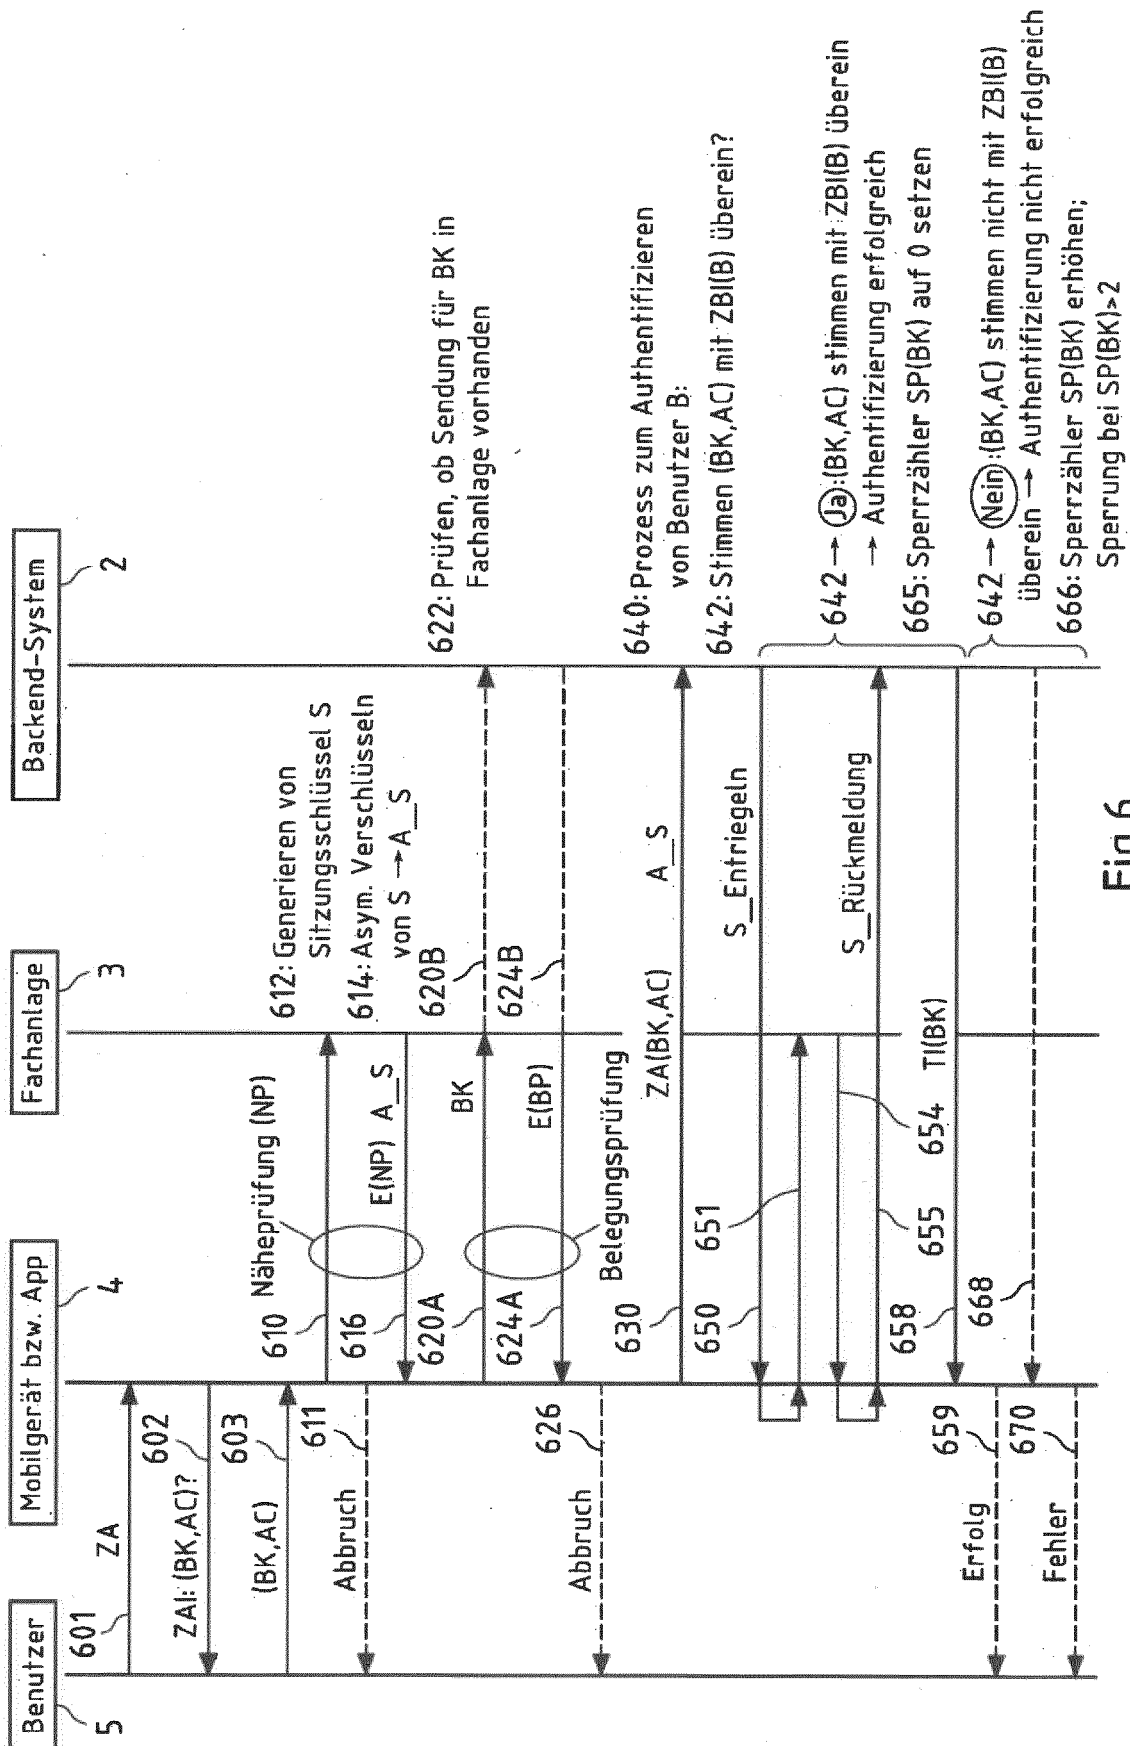 Benutzer
5
Mobilgerät bzw. App
4
Fachanlage
3
Backend-System
2
601
ZA
602
ZAI: (BK,AC)?
603
(BK,AC)
610
Näheprüfung (NP)
612: Generieren von
Sitzungsschlüssel S
611
Abbruch
616
E(NP) A_S
614: Asym. Verschlüsseln
von S → A_S
620A
BK
620B
622: Prüfen, ob Sendung für BK in
Fachanlage vorhanden
624A
E(BP)
624B
Belegungsprüfung
626
Abbruch
630
ZA(BK,AC)
A_S
640: Prozess zum Authentifizieren
von Benutzer B:
642: Stimmen (BK,AC) mit ZBI(B) überein?
650
S_Entriegeln
651
654
655
S_Rückmeldung
642 → Ja:(BK,AC) stimmen mit ZBI(B) überein
→ Authentifizierung erfolgreich
665: Sperrzähler SP(BK) auf 0 setzen
658
TI(BK)
659
Erfolg
642 → Nein:(BK,AC) stimmen nicht mit ZBI(B)
überein → Authentifizierung nicht erfolgreich
666: Sperrzähler SP(BK) erhöhen;
Sperrung bei SP(BK)>2
668
670
Fehler
Fig.6